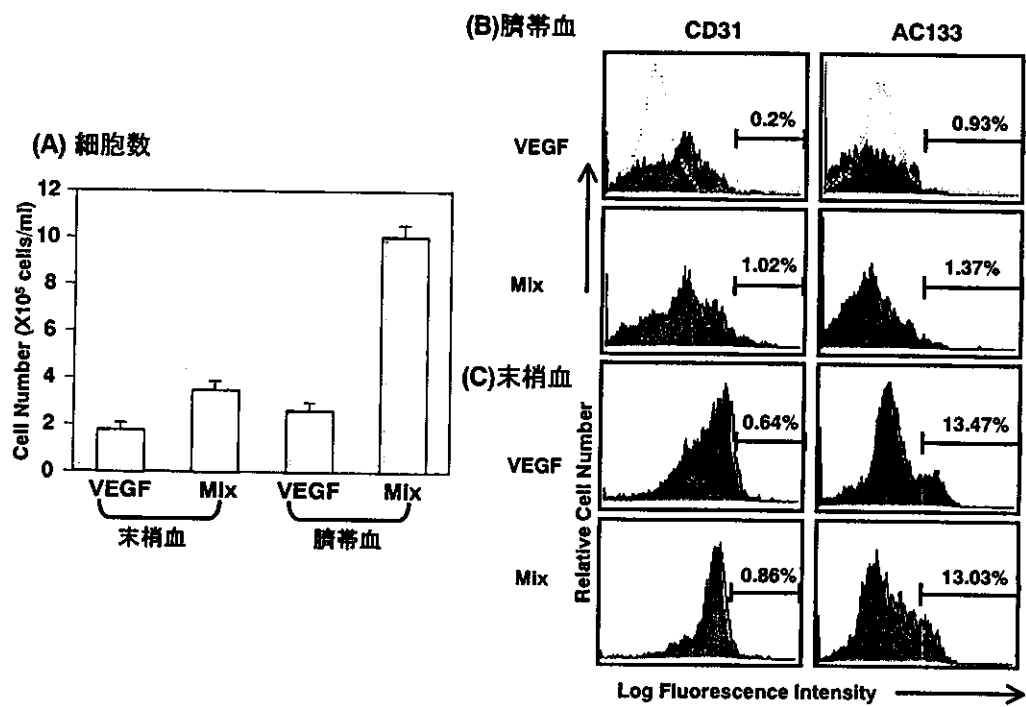 (A) 細胞数
Cell Number (X10⁵ cells/ml)
12
10
8
6
4
2
0
VEGF
Mix
VEGF
Mix
末梢血
臍帯血
(B)臍帯血
CD31
AC133
VEGF
0.2%
0.93%
Mix
1.02%
1.37%
(C)末梢血
VEGF
0.64%
13.47%
Mix
0.86%
13.03%
Relative Cell Number
Log Fluorescence Intensity